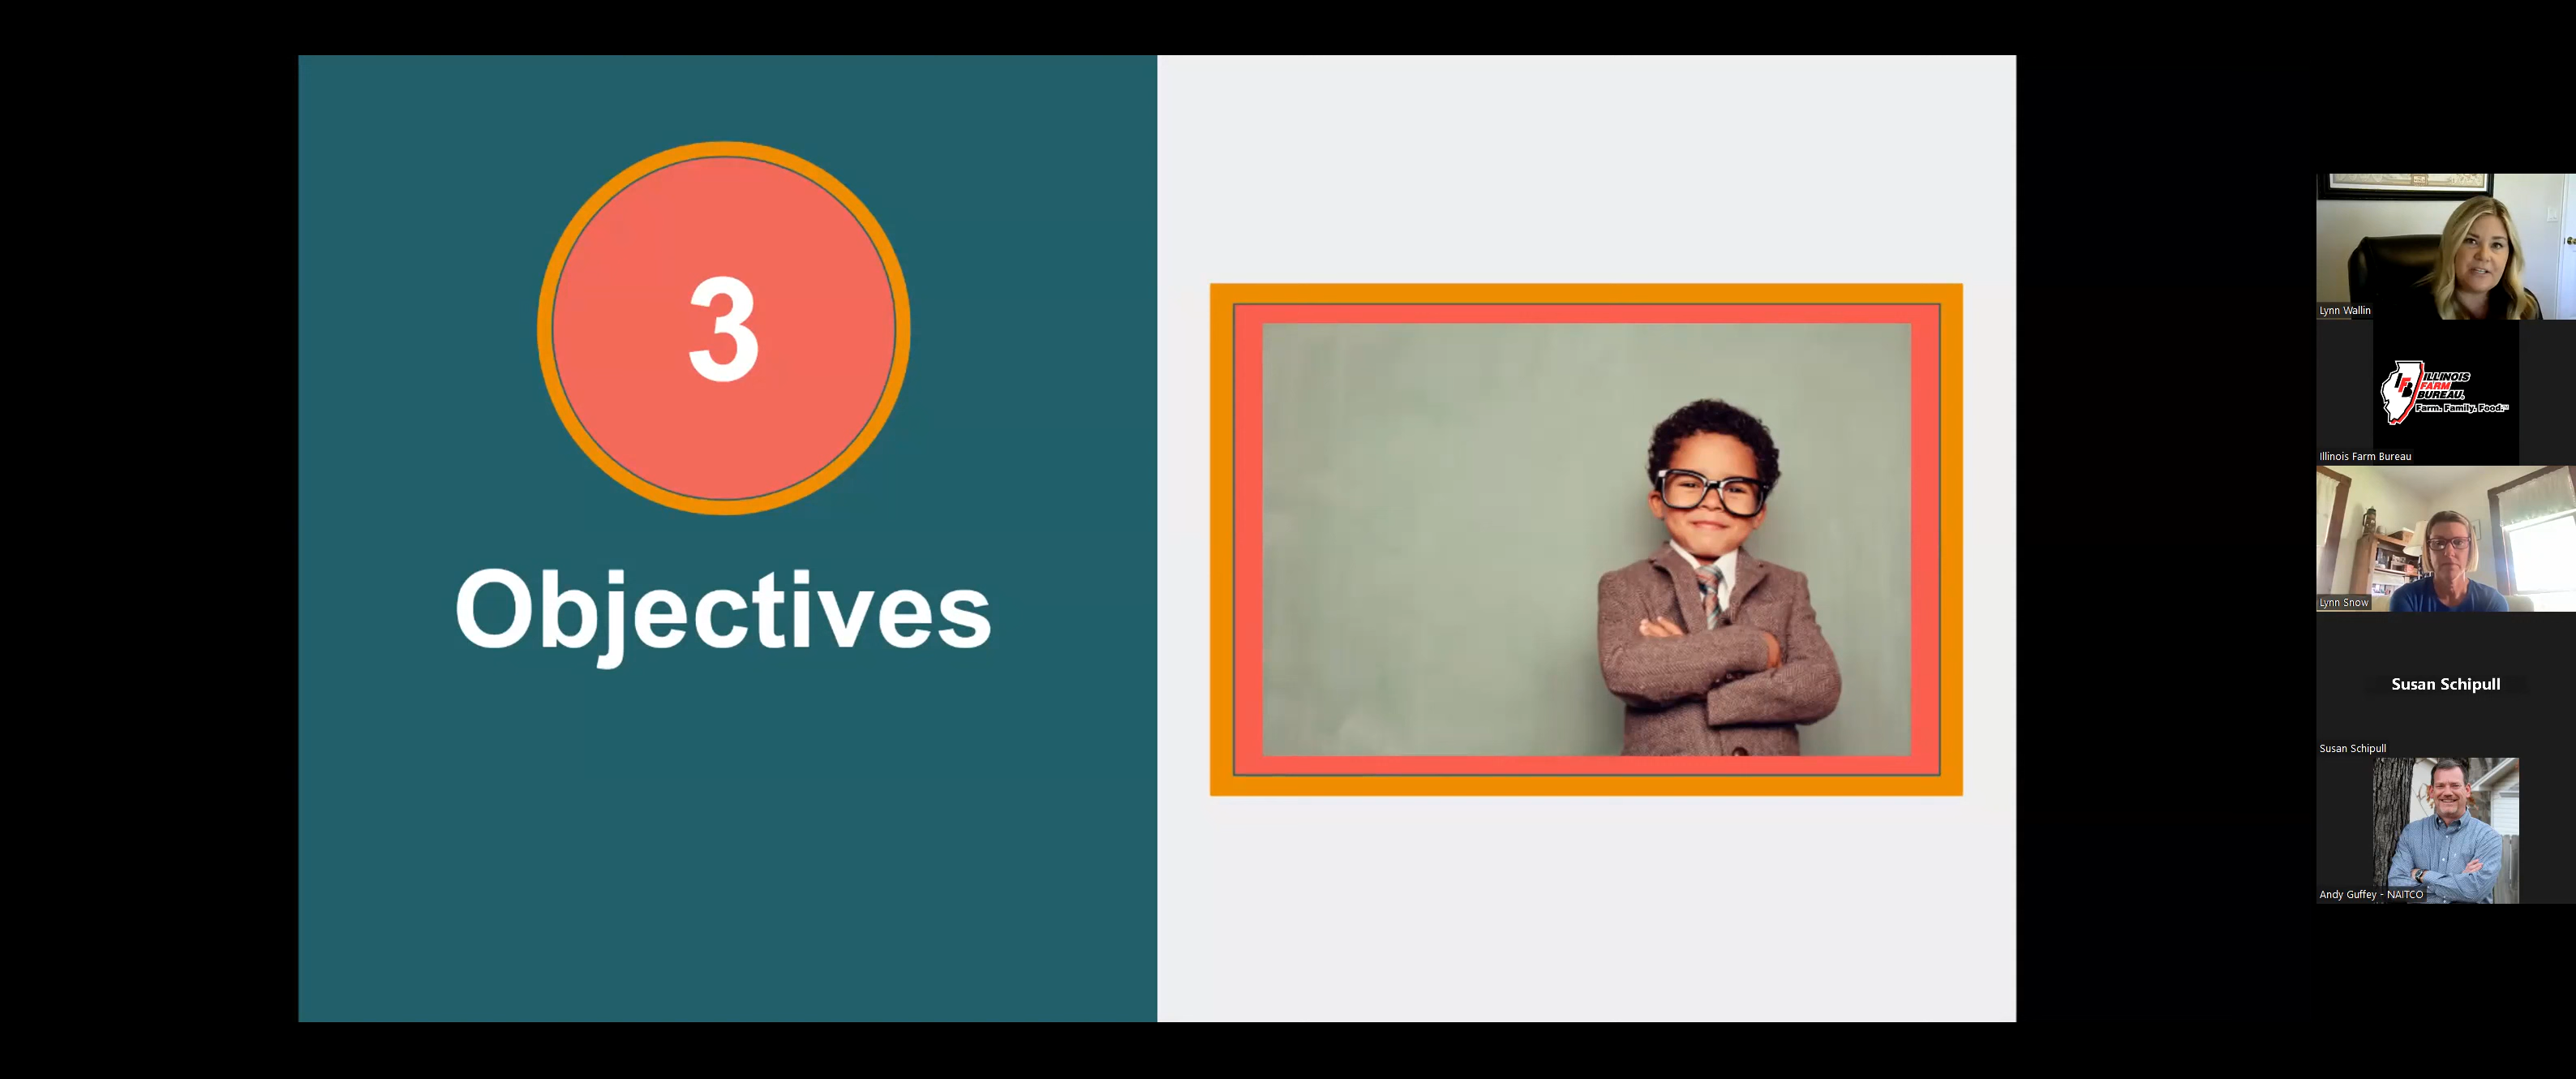 3
Objectives
Lynn Wallin
ILLINOIS
FARM
BUREAU.
Farm. Family. Food.™
Illinois Farm Bureau
Lynn Snow
Susan Schipull
Susan Schipull
Andy Guffey - NAITCO